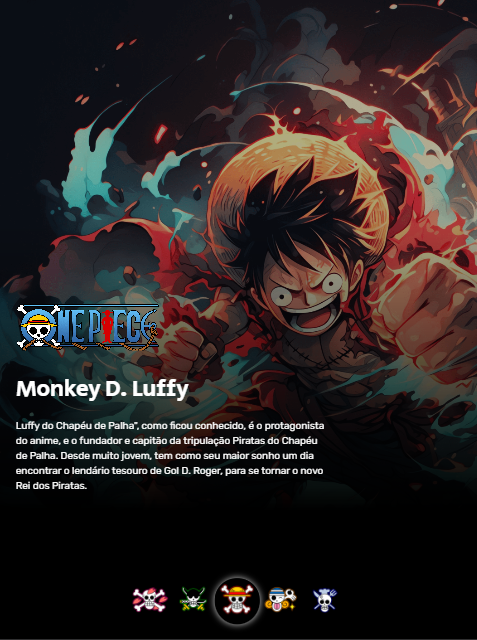 ONE PIECE
Monkey D. Luffy
Luffy do Chapéu de Palha", como ficou conhecido, é o protagonista
do anime, e o fundador e capitão da tripulação Piratas do Chapéu
de Palha. Desde muito jovem, tem como seu maior sonho um dia
encontrar o lendário tesouro de Gol D. Roger, para se tornar o novo
Rei dos Piratas.